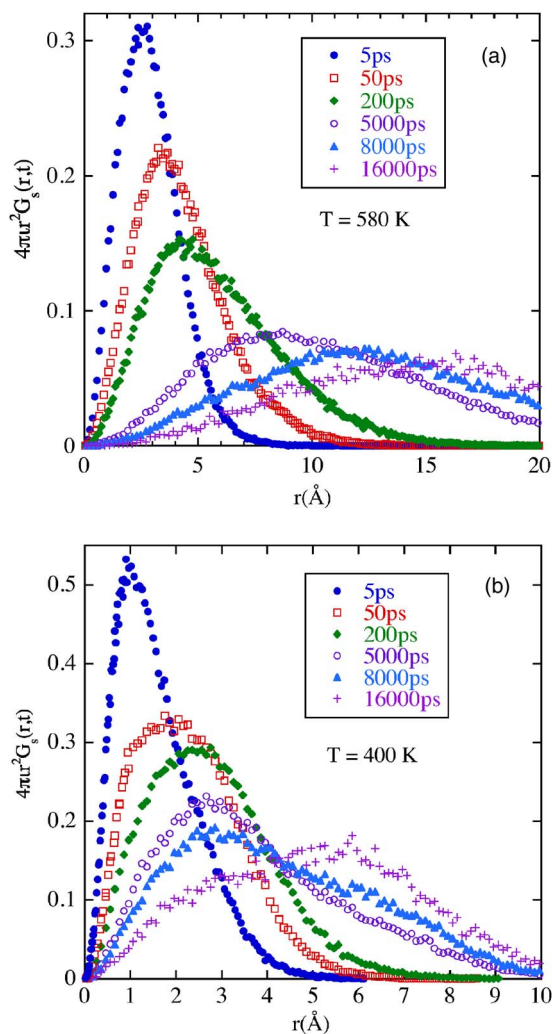 0.3
0.2
0.1
0
4πur²Gₛ(r,t)
(a)
5ps
50ps
200ps
5000ps
8000ps
16000ps
T = 580 K
0 5 10 15 20
r(Å)
0.5
0.4
0.3
0.2
0.1
0
4πur²Gₛ(r,t)
(b)
5ps
50ps
200ps
5000ps
8000ps
16000ps
T = 400 K
0 1 2 3 4 5 6 7 8 9 10
r(Å)